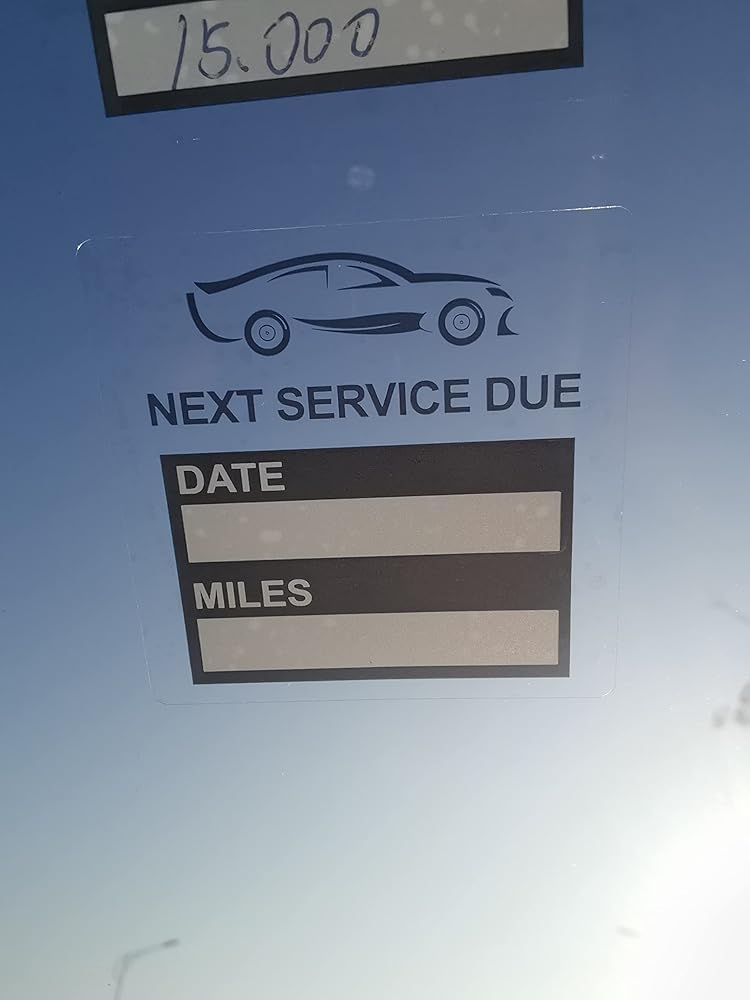 15.000
NEXT SERVICE DUE
DATE
MILES